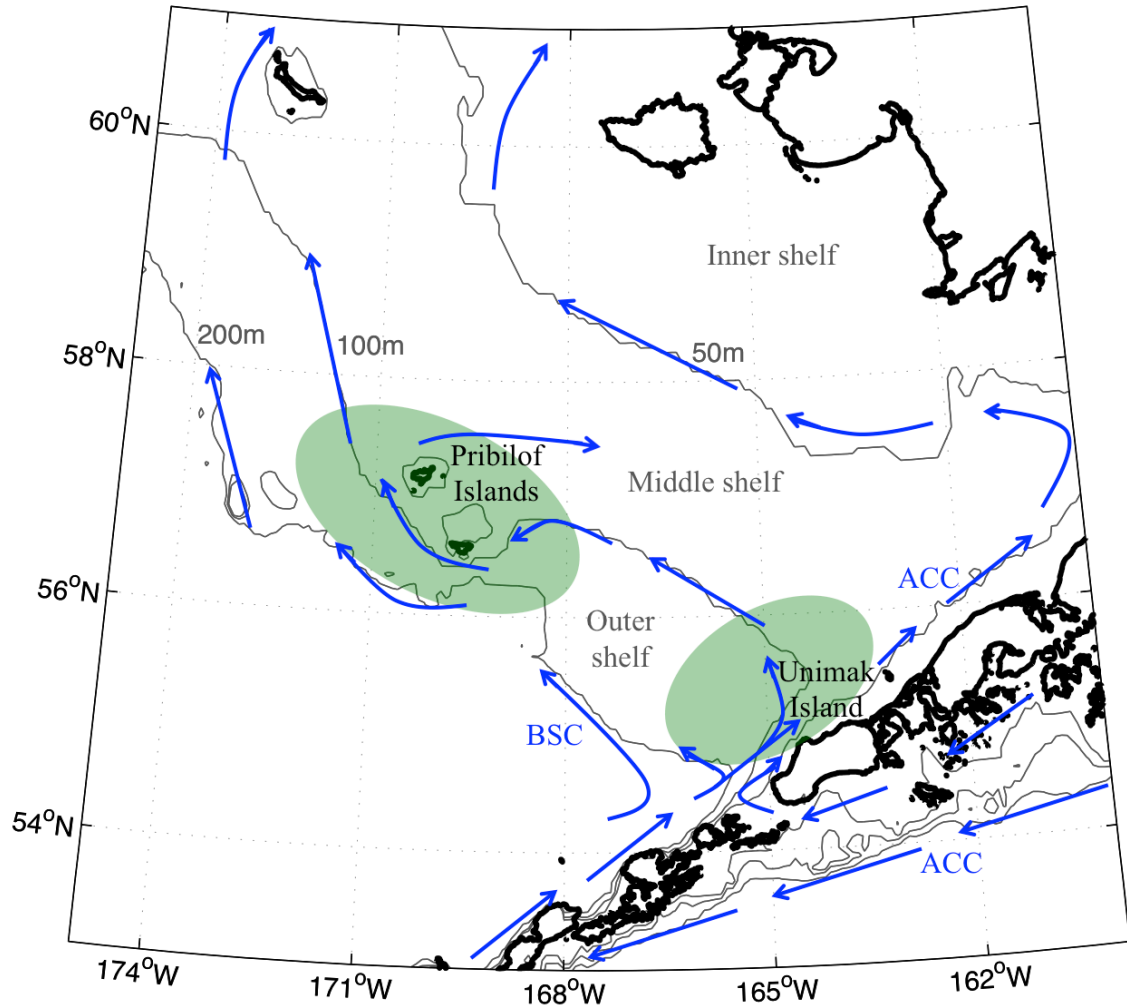 60°N
Inner shelf
200m
100m
50m
58°N
Pribilof
Islands
Middle shelf
ACC
56°N
Outer
shelf
Unimak
Island
BSC
54°N
ACC
174°W
171°W
168°W
165°W
162°W